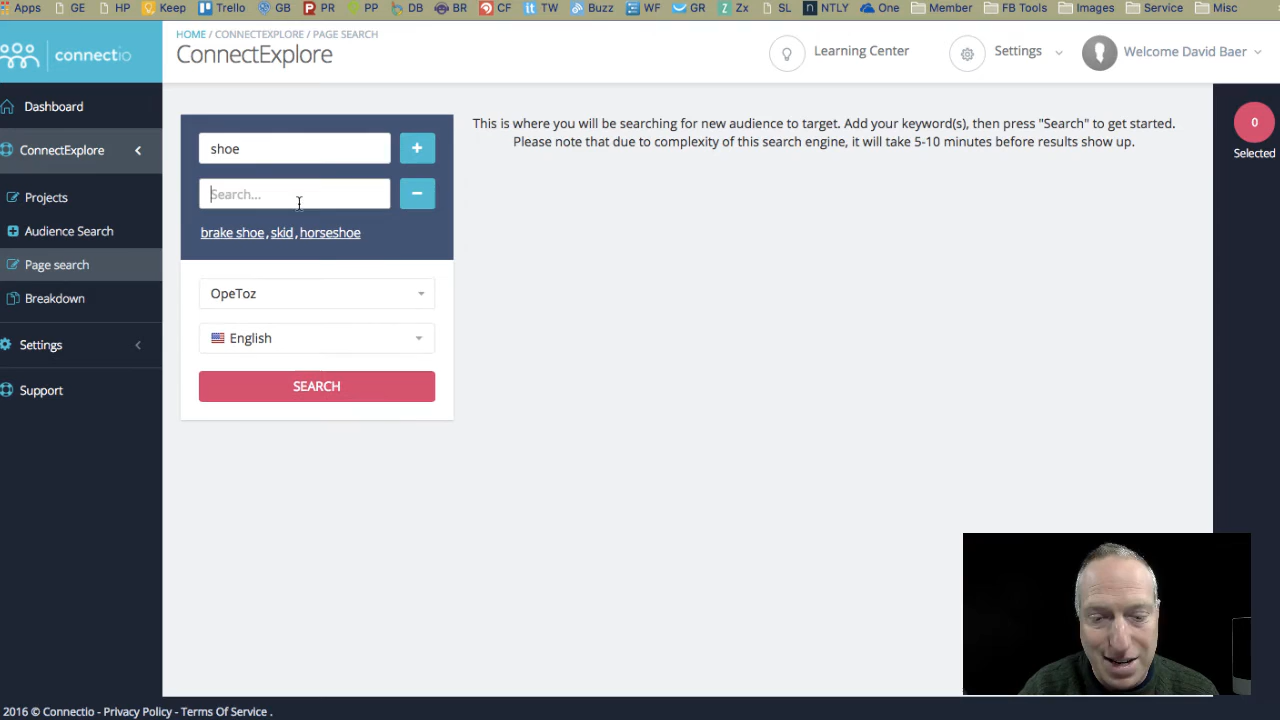 Apps GE HP Keep Trello GB PR PP DB BR CF TW Buzz WF GR Zx SL NTLY One Member FB Tools Images Service Misc
connectio
HOME / CONNECTEXPLORE / PAGE SEARCH
ConnectExplore
Learning Center
Settings
Welcome David Baer
Dashboard
ConnectExplore
Projects
Audience Search
Page search
Breakdown
Settings
Support
shoe
+
Search...
−
brake shoe, skid, horseshoe
OpeToz
English
SEARCH
This is where you will be searching for new audience to target. Add your keyword(s), then press "Search" to get started.
Please note that due to complexity of this search engine, it will take 5-10 minutes before results show up.
0
Selected
2016 © Connectio - Privacy Policy - Terms Of Service .